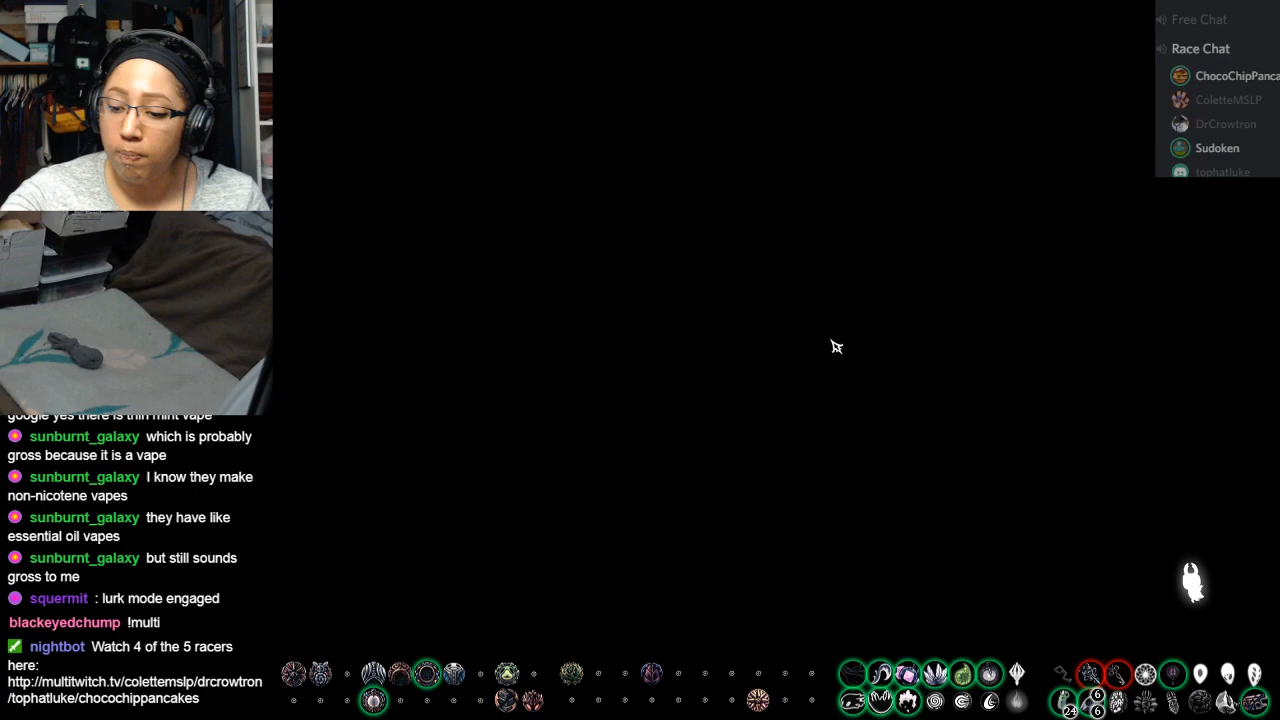 Free Chat
Race Chat
ChocoChipPanca
ColetteMSLP
DrCrowtron
Sudoken
tophatluke
google yes there is thin mint vape
sunburnt_galaxy which is probably
gross because it is a vape
sunburnt_galaxy I know they make
non-nicotene vapes
sunburnt_galaxy they have like
essential oil vapes
sunburnt_galaxy but still sounds
gross to me
squermit : lurk mode engaged
blackeyedchump !multi
nightbot Watch 4 of the 5 racers
here:
http://multitwitch.tv/colettemslp/drcrowtron
/tophatluke/chocochippancakes
24
6
6